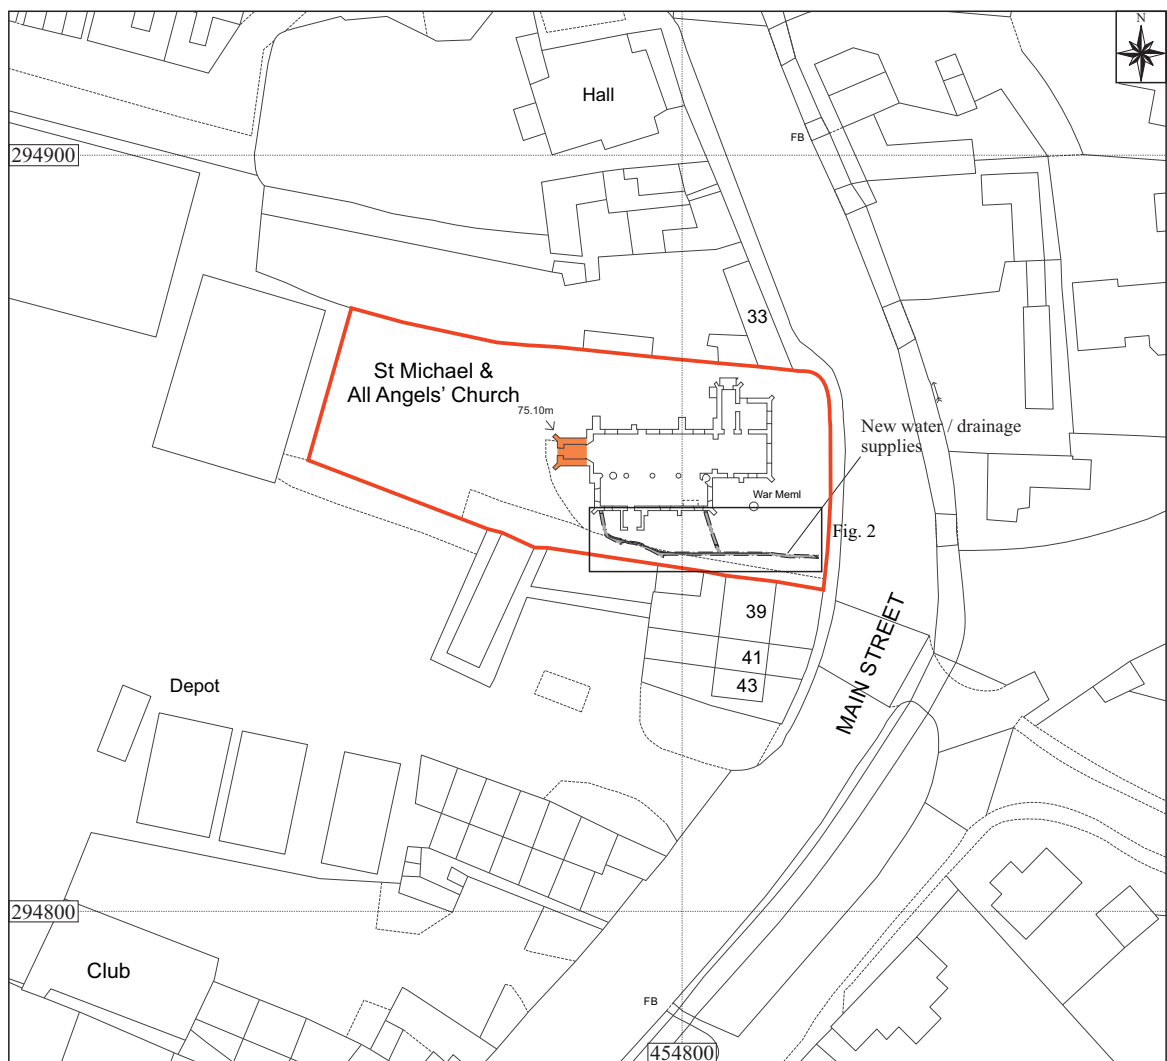 N
Hall
FB
294900
33
St Michael &
All Angels' Church
75.10m
New water / drainage
supplies
War Meml
Fig. 2
39
41
43
MAIN STREET
Depot
294800
Club
FB
454800